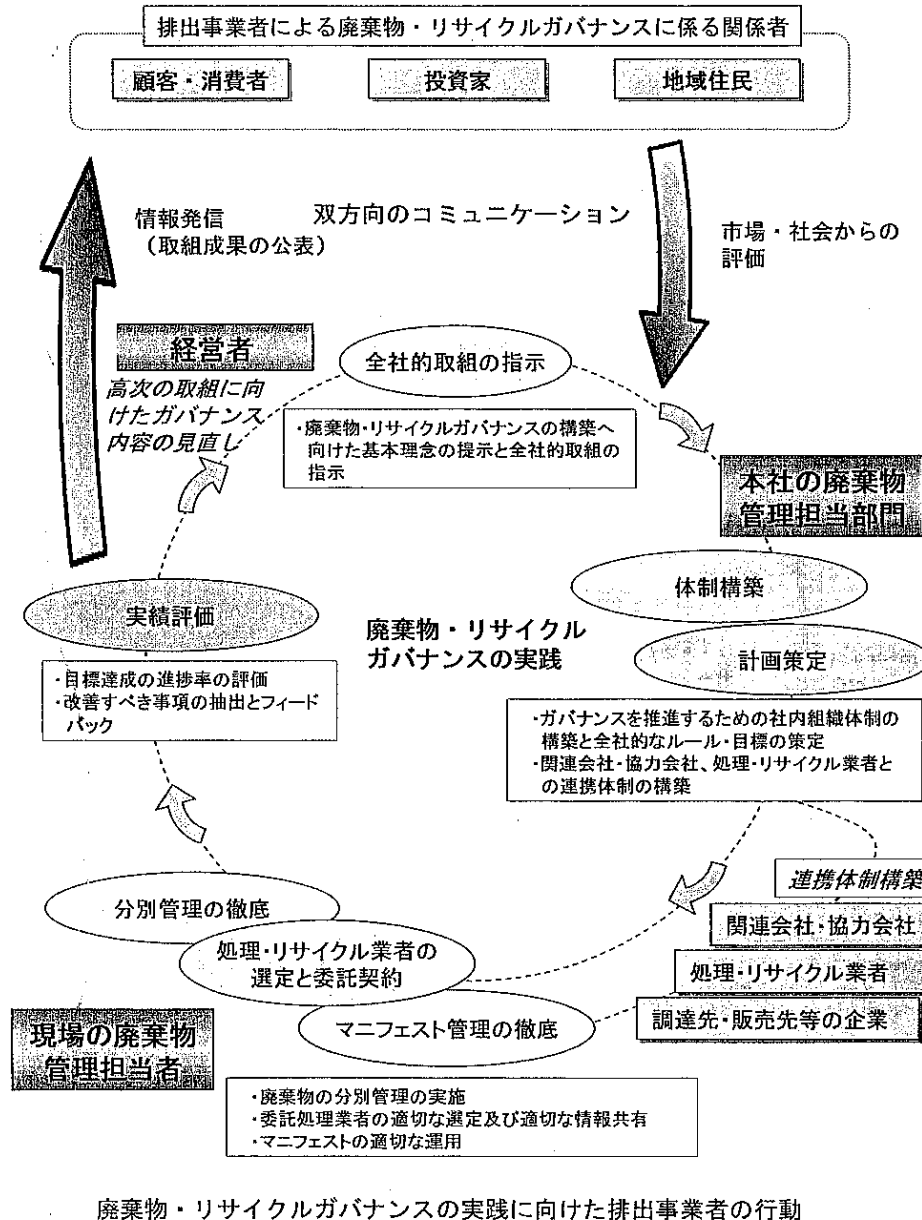 排出事業者による廃棄物・リサイクルガバナンスに係る関係者
顧客・消費者
投資家
地域住民
情報発信
（取組成果の公表）
双方向のコミュニケーション
市場・社会からの
評価
経営者
高次の取組に向
けたガバナンス
内容の見直し
全社的取組の指示
・廃棄物・リサイクルガバナンスの構築へ
向けた基本理念の提示と全社的取組の
指示
本社の廃棄物
管理担当部門
体制構築
計画策定
・ガバナンスを推進するための社内組織体制の
構築と全社的なルール・目標の策定
・関連会社・協力会社、処理・リサイクル業者と
の連携体制の構築
実績評価
・目標達成の進捗率の評価
・改善すべき事項の抽出とフィード
バック
廃棄物・リサイクル
ガバナンスの実践
連携体制構築
関連会社・協力会社
処理・リサイクル業者
調達先・販売先等の企業
分別管理の徹底
処理・リサイクル業者の
選定と委託契約
マニフェスト管理の徹底
現場の廃棄物
管理担当者
・廃棄物の分別管理の実施
・委託処理業者の適切な選定及び適切な情報共有
・マニフェストの適切な運用
廃棄物・リサイクルガバナンスの実践に向けた排出事業者の行動